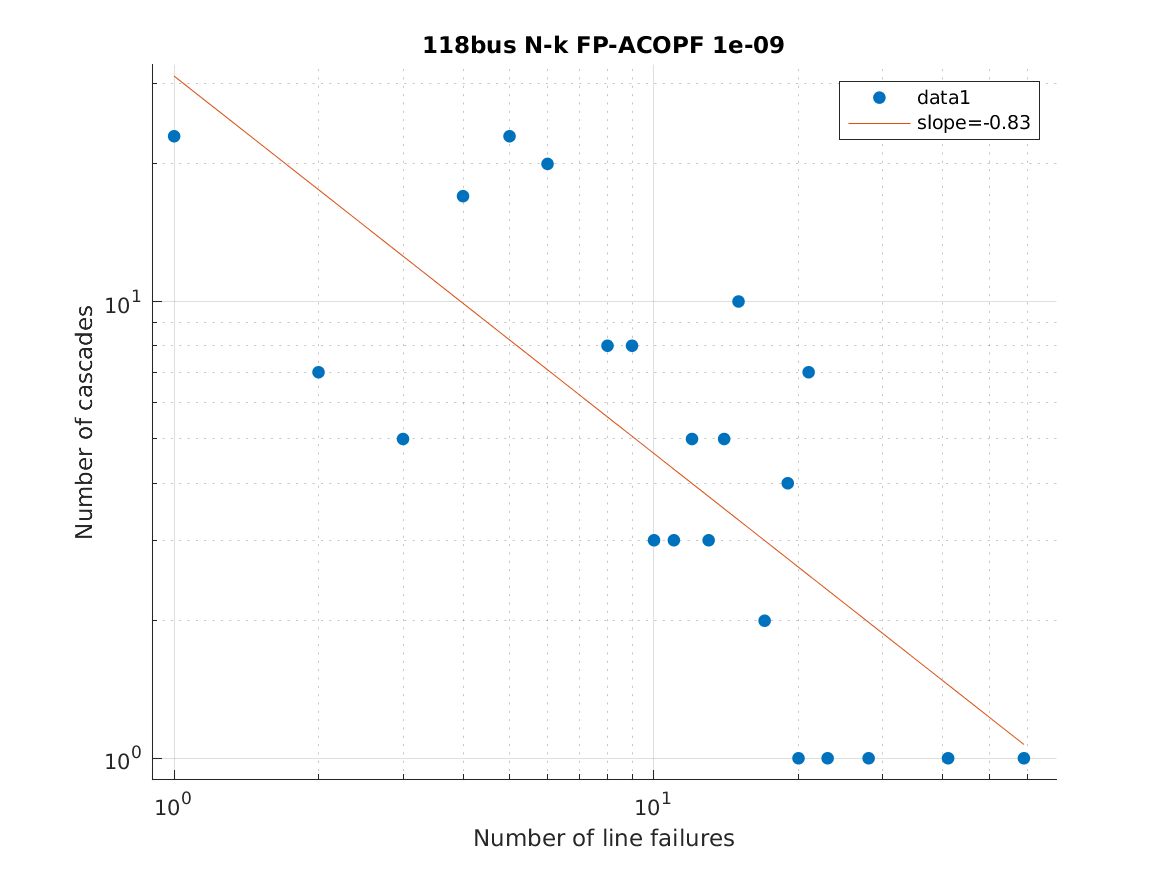 118bus N-k FP-ACOPF 1e-09
data1
slope=-0.83
Number of cascades
10^1
10^0
10^0
10^1
Number of line failures